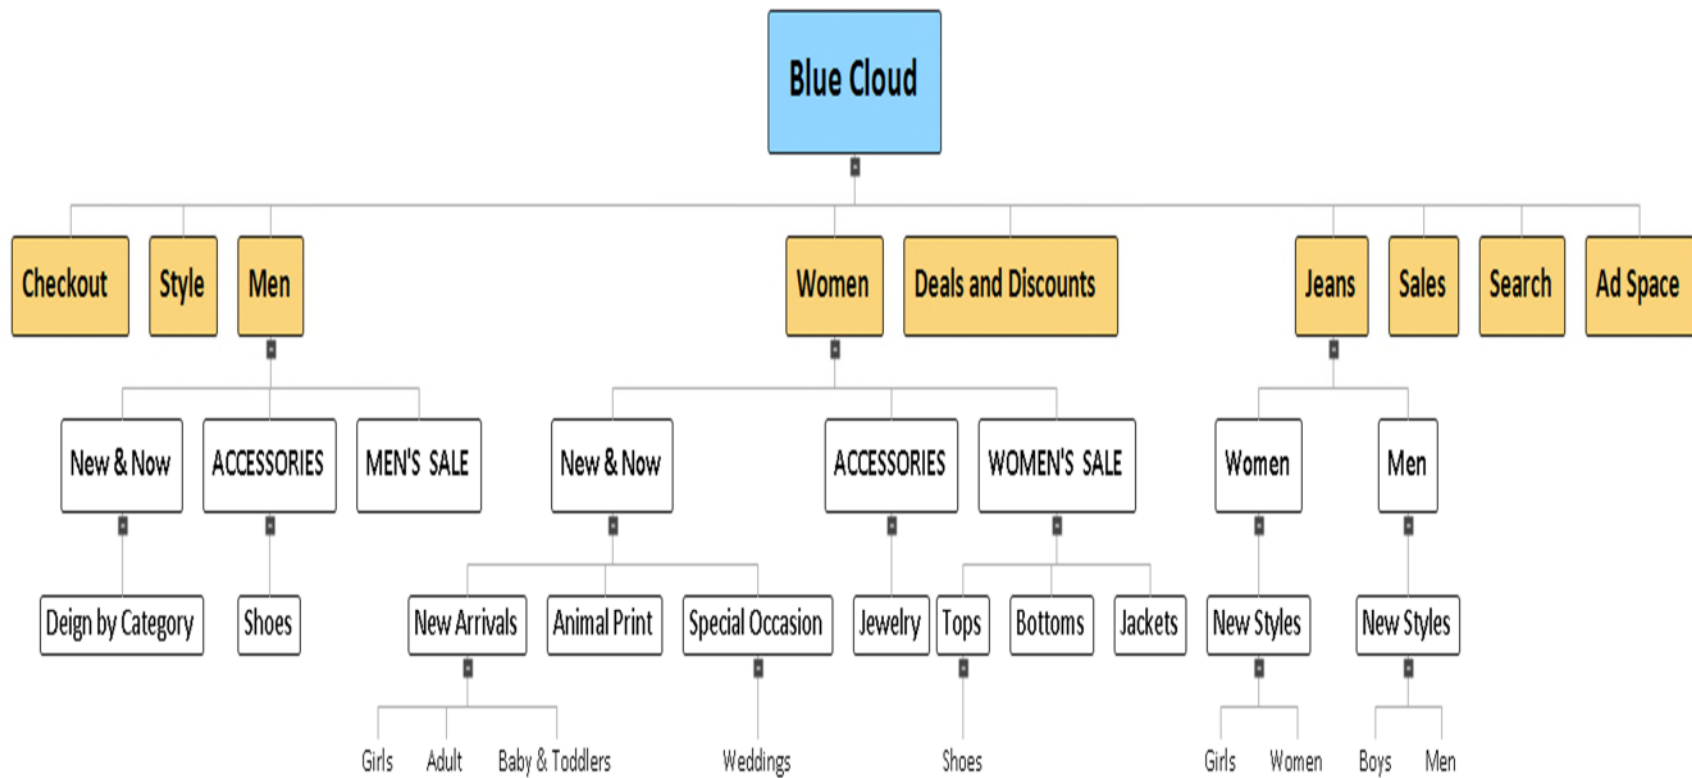 Blue Cloud
Checkout
Style
Men
Women
Deals and Discounts
Jeans
Sales
Search
Ad Space
New & Now
ACCESSORIES
MEN'S SALE
New & Now
ACCESSORIES
WOMEN'S SALE
Women
Men
Deign by Category
Shoes
New Arrivals
Animal Print
Special Occasion
Jewelry
Tops
Bottoms
Jackets
New Styles
New Styles
Girls
Adult
Baby & Toddlers
Weddings
Shoes
Girls
Women
Boys
Men